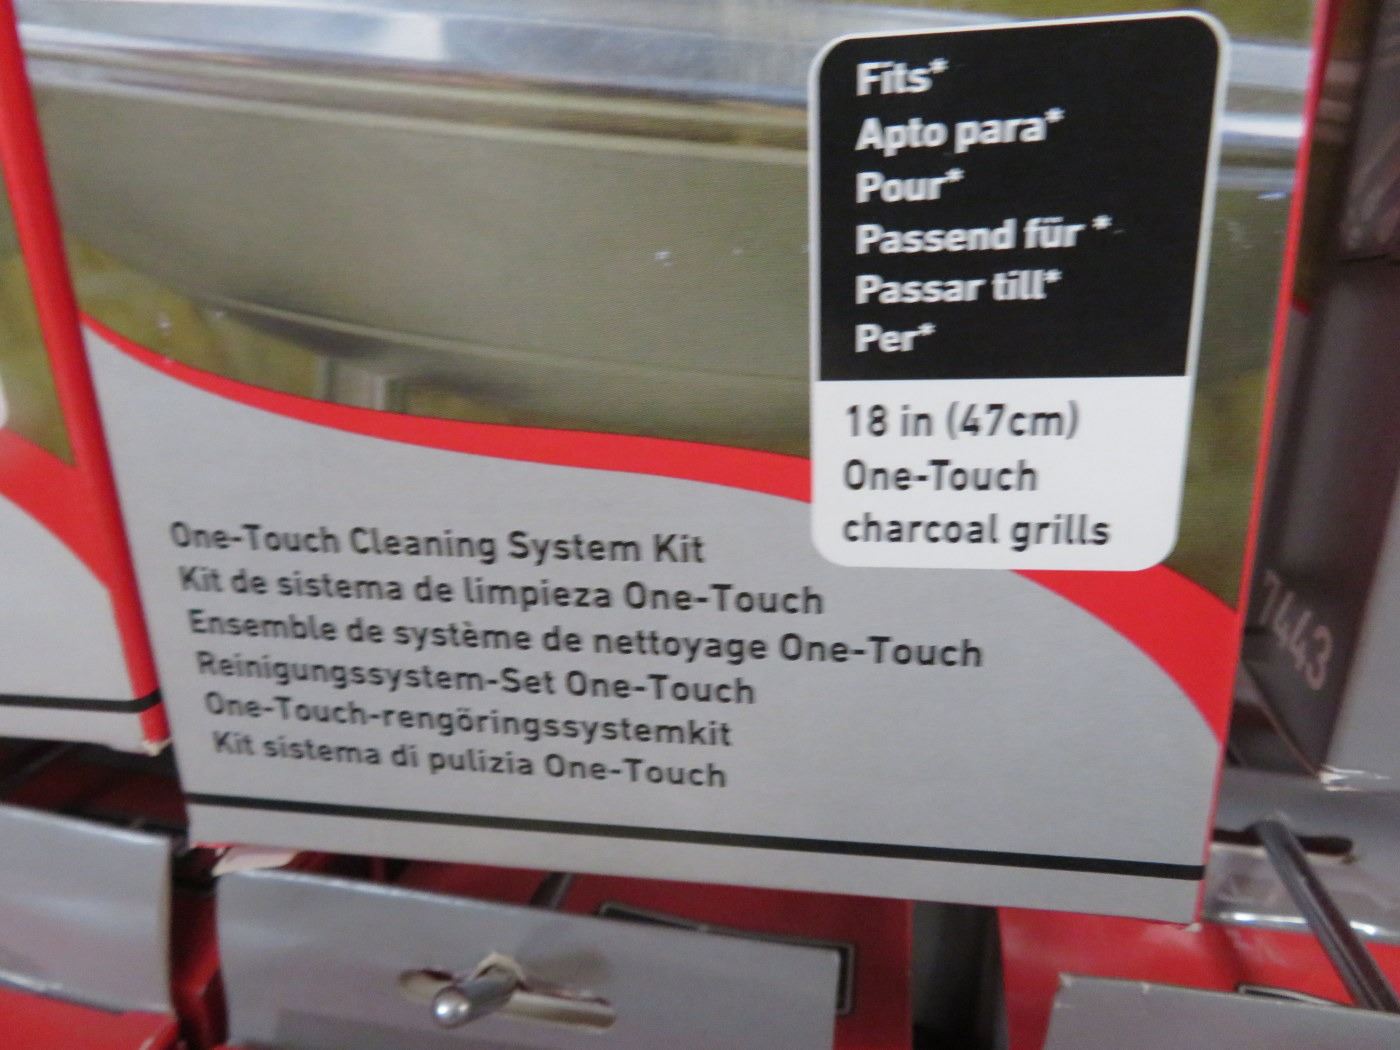 Fits*
Apto para*
Pour*
Passend für *
Passar till*
Per*
18 in (47cm)
One-Touch
charcoal grills
One-Touch Cleaning System Kit
Kit de sistema de limpieza One-Touch
Ensemble de système de nettoyage One-Touch
Reinigungssystem-Set One-Touch
One-Touch-rengöringssystemkit
Kit sistema di pulizia One-Touch
7443